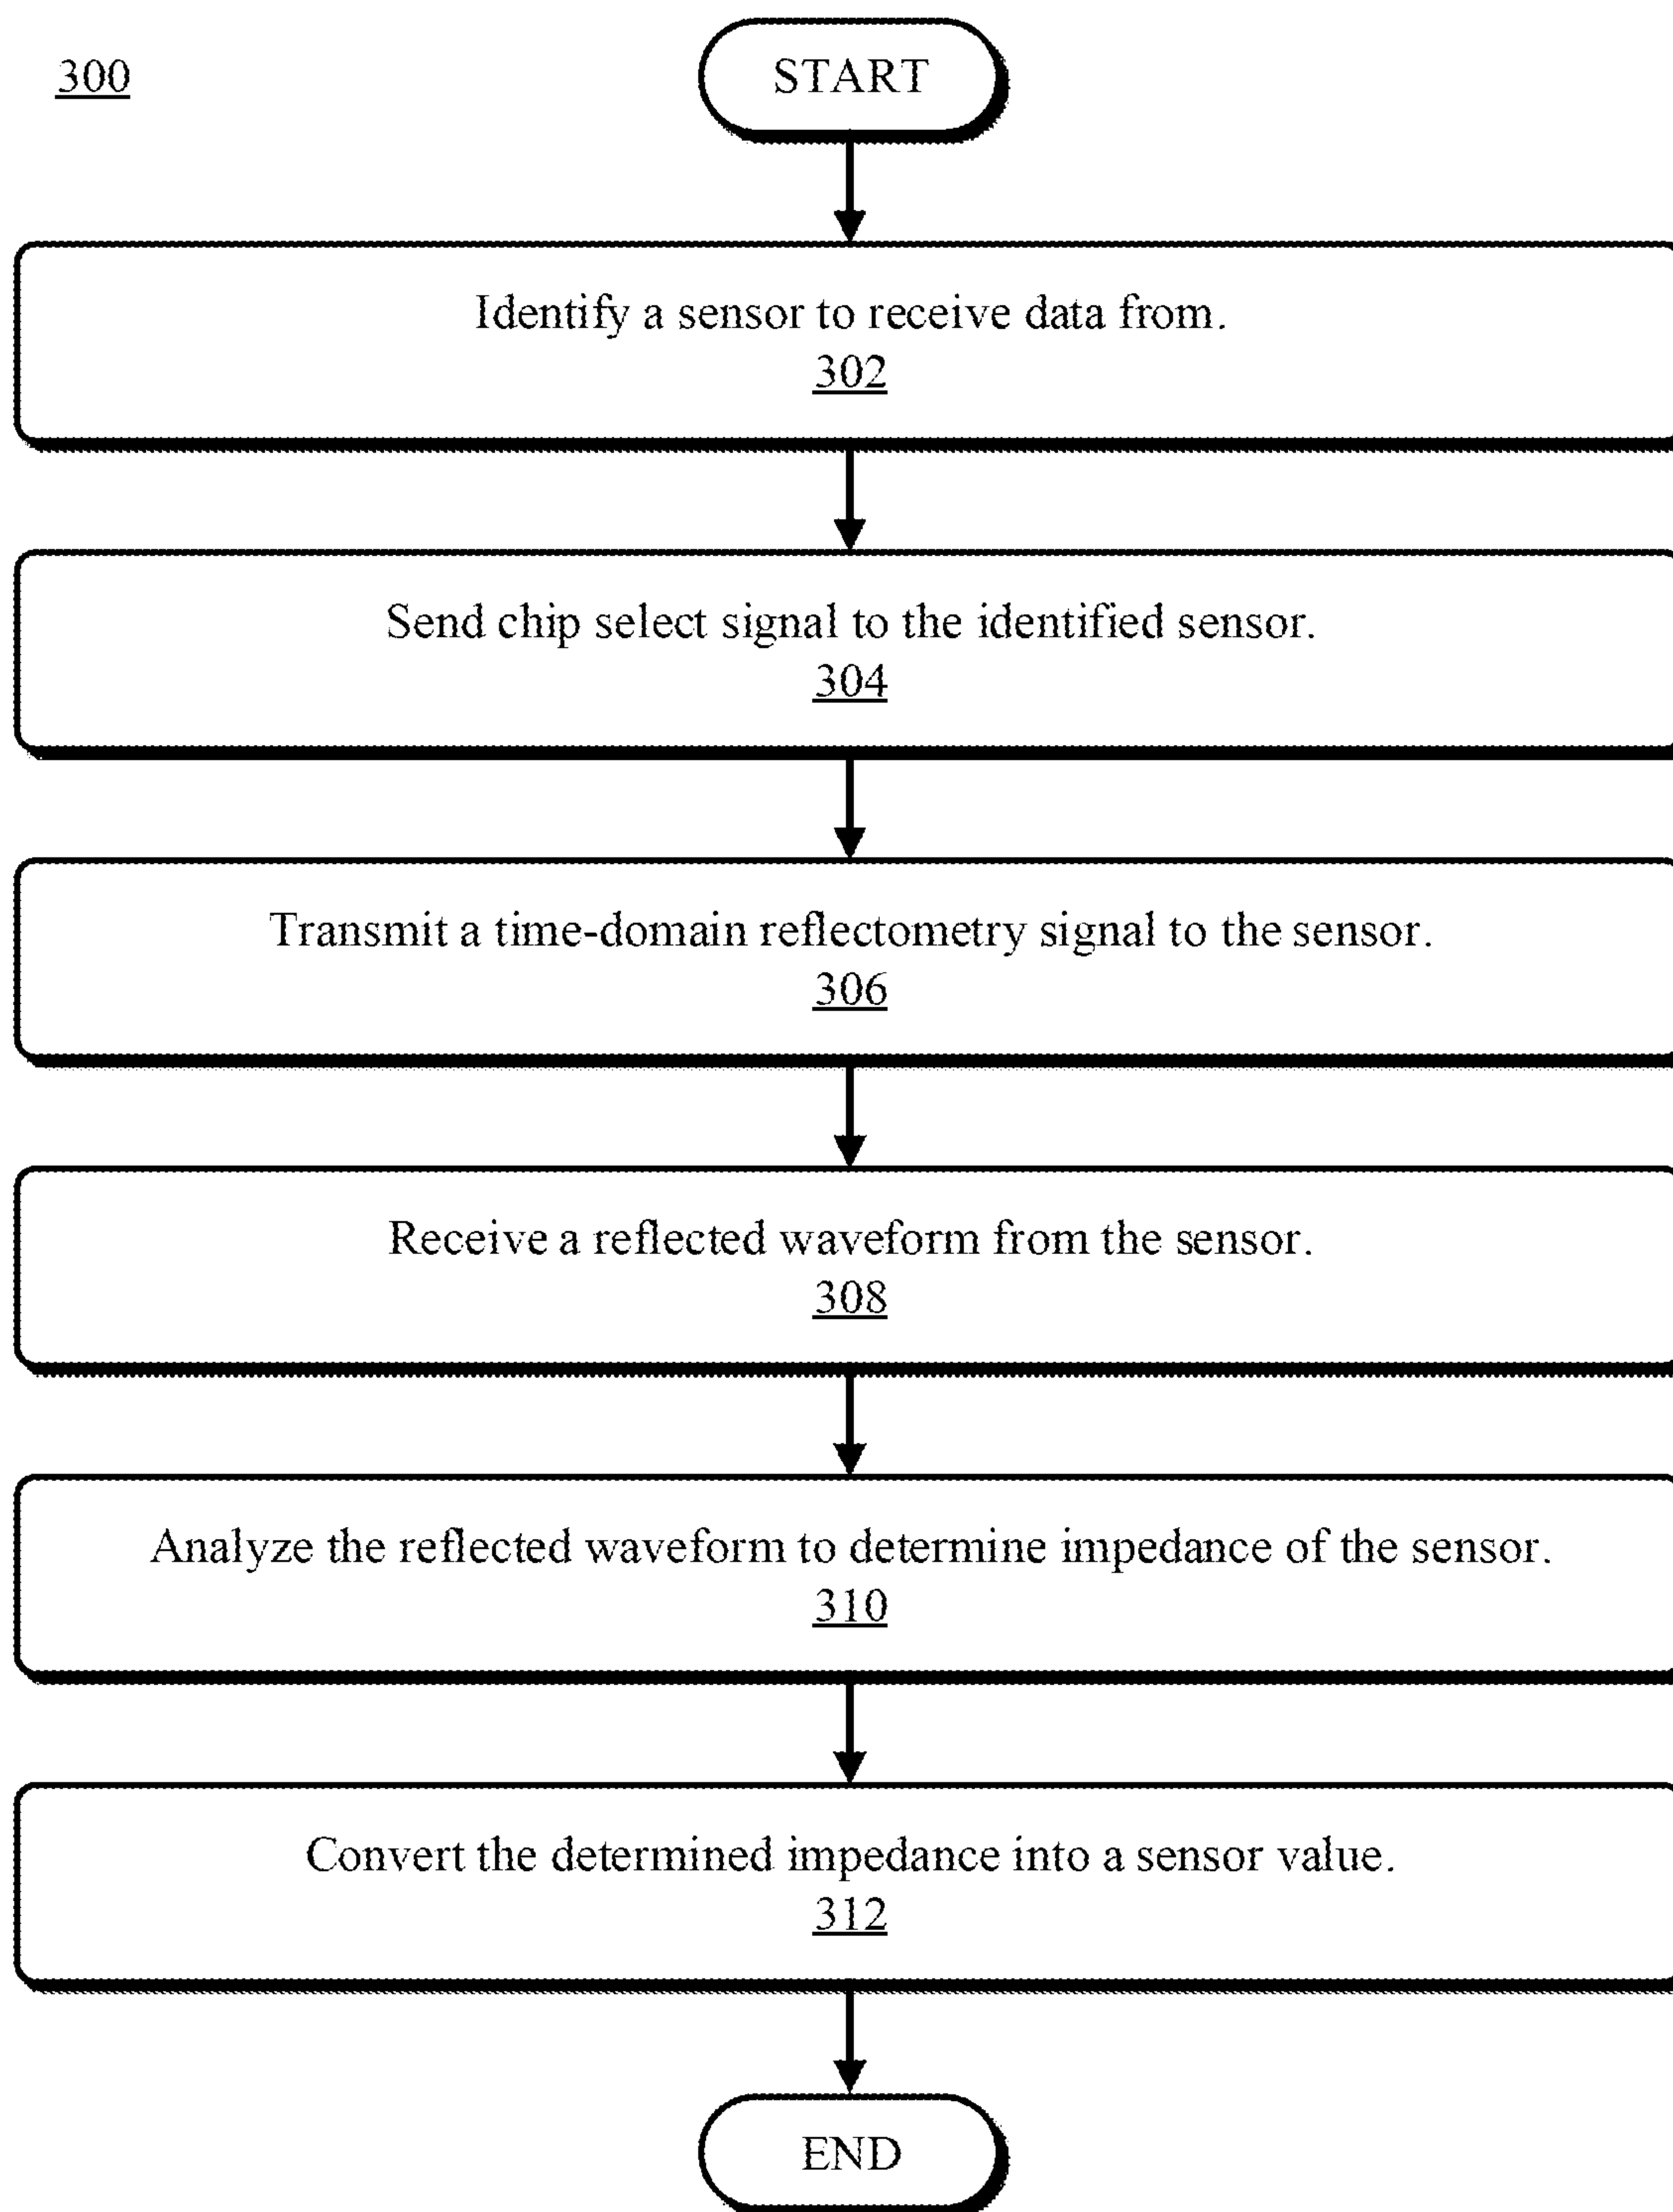 300
START
Identify a sensor to receive data from.
302
Send chip select signal to the identified sensor.
304
Transmit a time-domain reflectometry signal to the sensor.
306
Receive a reflected waveform from the sensor.
308
Analyze the reflected waveform to determine impedance of the sensor.
310
Convert the determined impedance into a sensor value.
312
END